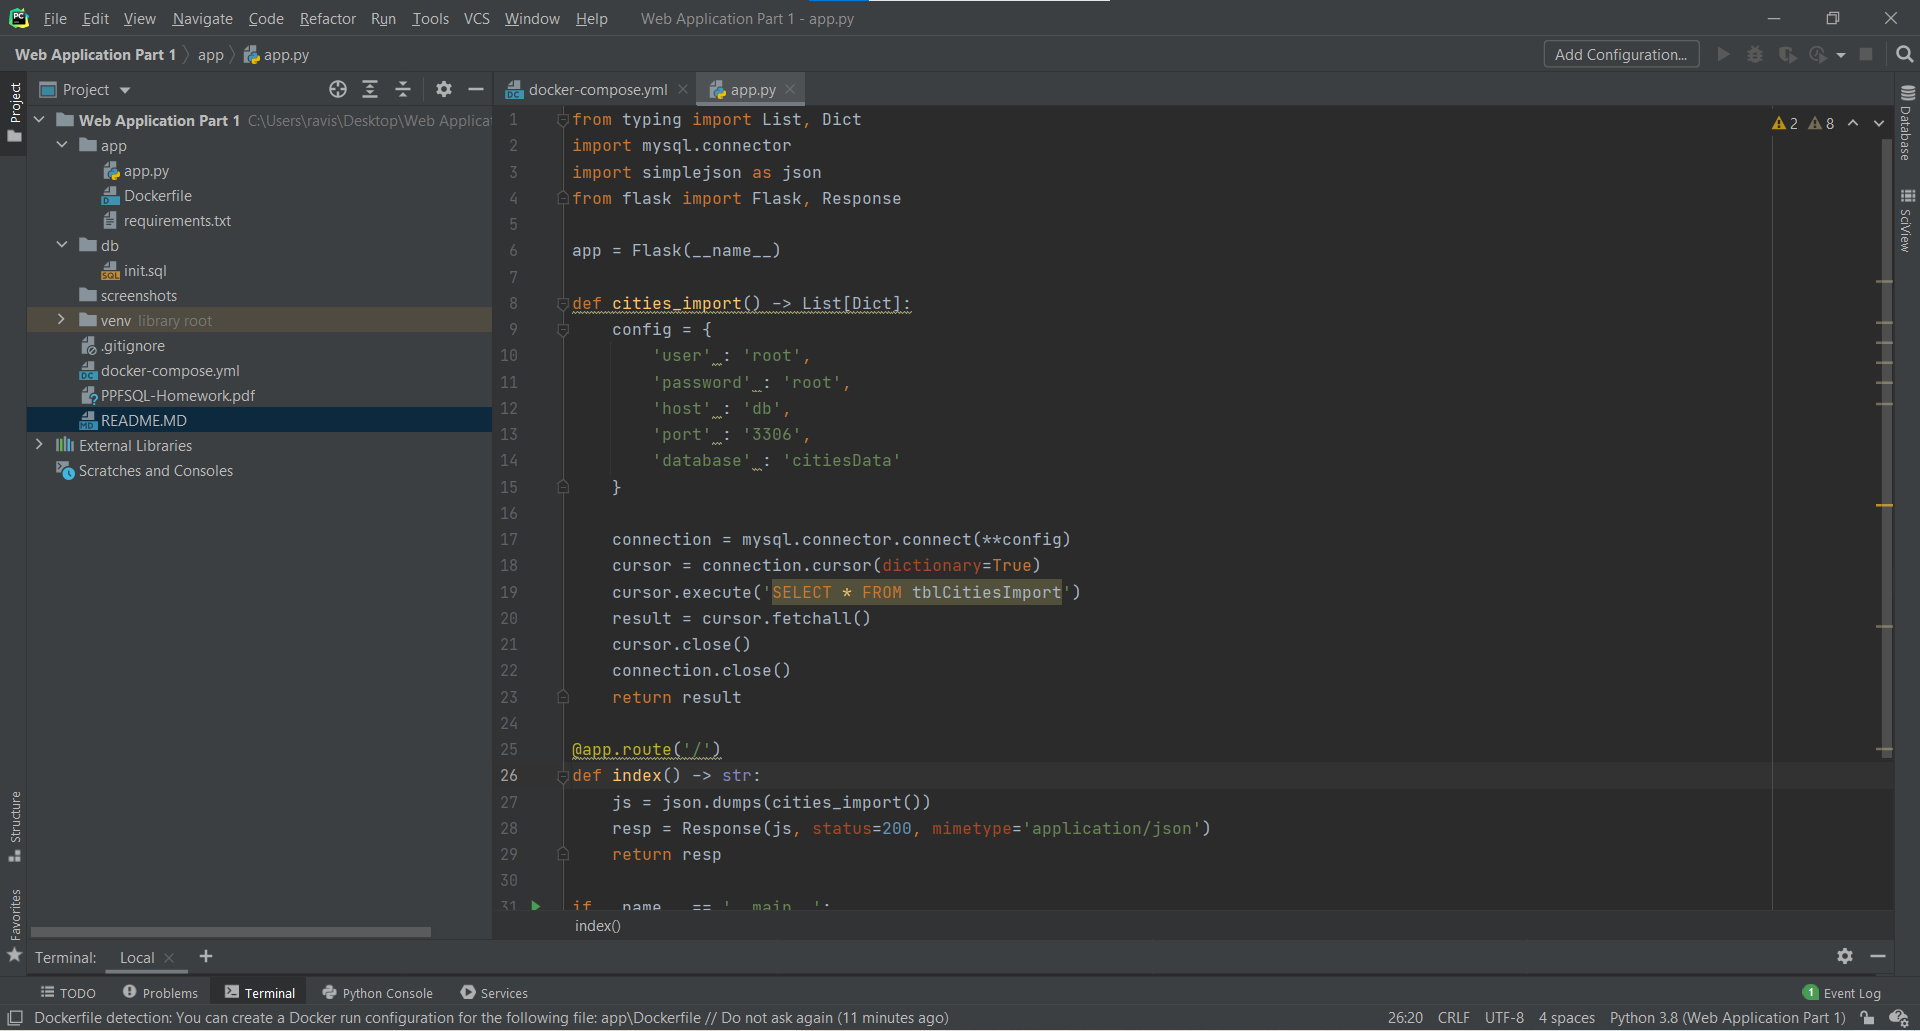 File Edit View Navigate Code Refactor Run Tools VCS Window Help Web Application Part 1 - app.py
Web Application Part 1 app app.py Add Configuration...
Project
Project
docker-compose.yml
app.py
Web Application Part 1 C:\Users\ravis\Desktop\Web Applica
app
app.py
Dockerfile
requirements.txt
db
init.sql
screenshots
venv library root
.gitignore
docker-compose.yml
PPFSQL-Homework.pdf
README.MD
External Libraries
Scratches and Consoles
1 from typing import List, Dict
2 import mysql.connector
3 import simplejson as json
4 from flask import Flask, Response
5
6 app = Flask(__name__)
7
8 def cities_import() -> List[Dict]:
9 config = {
10 'user' : 'root',
11 'password' : 'root',
12 'host' : 'db',
13 'port' : '3306',
14 'database' : 'citiesData'
15 }
16
17 connection = mysql.connector.connect(**config)
18 cursor = connection.cursor(dictionary=True)
19 cursor.execute('SELECT * FROM tblCitiesImport')
20 result = cursor.fetchall()
21 cursor.close()
22 connection.close()
23 return result
24
25 @app.route('/')
26 def index() -> str:
27 js = json.dumps(cities_import())
28 resp = Response(js, status=200, mimetype='application/json')
29 return resp
30
31 if __name__ == '__main__':
index()
2 8
Database
SciView
Structure
Favorites
Terminal: Local
TODO Problems Terminal Python Console Services 1 Event Log
Dockerfile detection: You can create a Docker run configuration for the following file: app\Dockerfile // Do not ask again (11 minutes ago) 26:20 CRLF UTF-8 4 spaces Python 3.8 (Web Application Part 1)